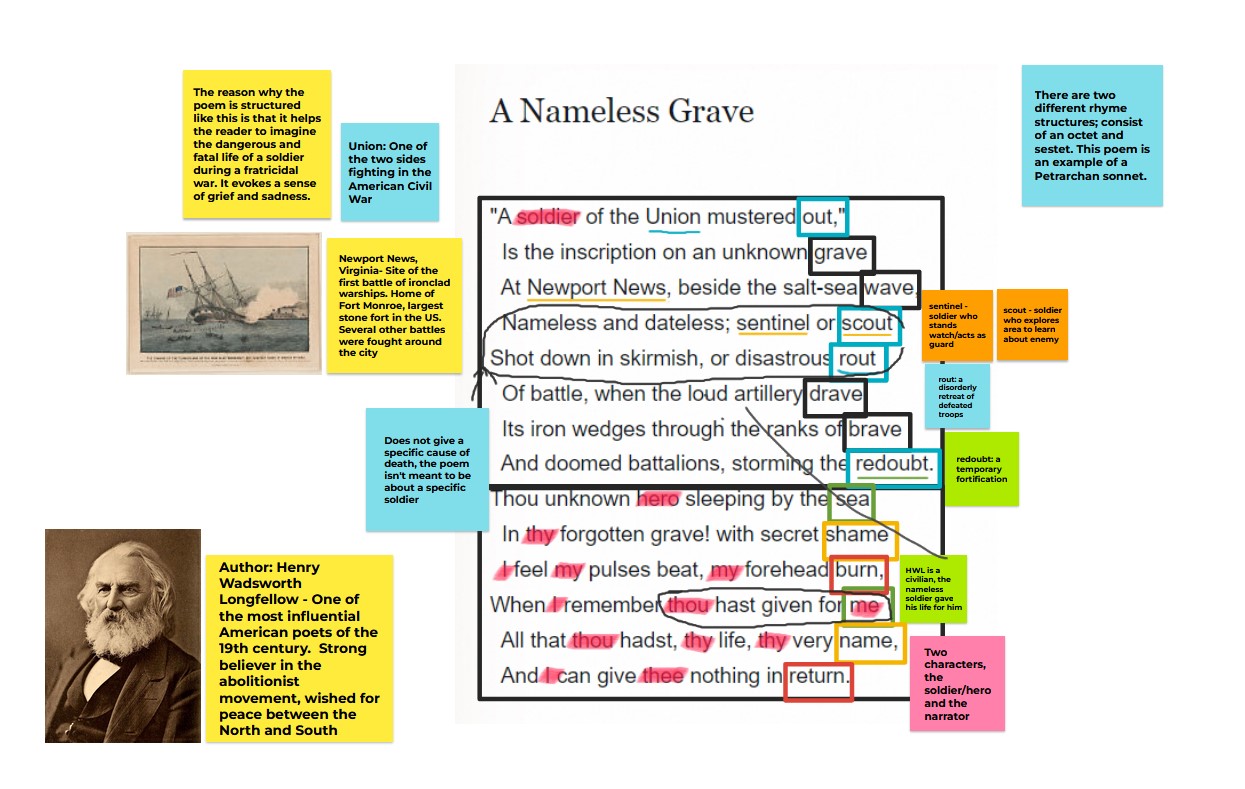 The reason why the
poem is structured
like this is that it helps
the reader to imagine
the dangerous and
fatal life of a soldier
during a fratricidal
war. It evokes a sense
of grief and sadness.
Union: One of
the two sides
fighting in the
American Civil
War
Newport News,
Virginia- Site of the
first battle of ironclad
warships. Home of
Fort Monroe, largest
stone fort in the US.
Several other battles
were fought around
the city
Does not give a
specific cause of
death, the poem
isn't meant to be
about a specific
soldier
Author: Henry
Wadsworth
Longfellow - One of
the most influential
American poets of the
19th century. Strong
believer in the
abolitionist
movement, wished for
peace between the
North and South
A Nameless Grave
"A soldier of the Union mustered out,"
Is the inscription on an unknown grave
At Newport News, beside the salt-sea wave,
Nameless and dateless; sentinel or scout
Shot down in skirmish, or disastrous rout
Of battle, when the loud artillery drave
Its iron wedges through the ranks of brave
And doomed battalions, storming the redoubt.
Thou unknown hero sleeping by the sea
In thy forgotten grave! with secret shame
I feel my pulses beat, my forehead burn,
When I remember thou hast given for me
All that thou hadst, thy life, thy very name,
And I can give thee nothing in return.
There are two
different rhyme
structures; consist
of an octet and
sestet. This poem is
an example of a
Petrarchan sonnet.
sentinel -
soldier who
stands
watch/acts as
guard
scout - soldier
who explores
area to learn
about enemy
rout: a
disorderly
retreat of
defeated
troops
redoubt: a
temporary
fortification
HWL is a
civilian, the
nameless
soldier gave
his life for him
Two
characters,
the
soldier/hero
and the
narrator